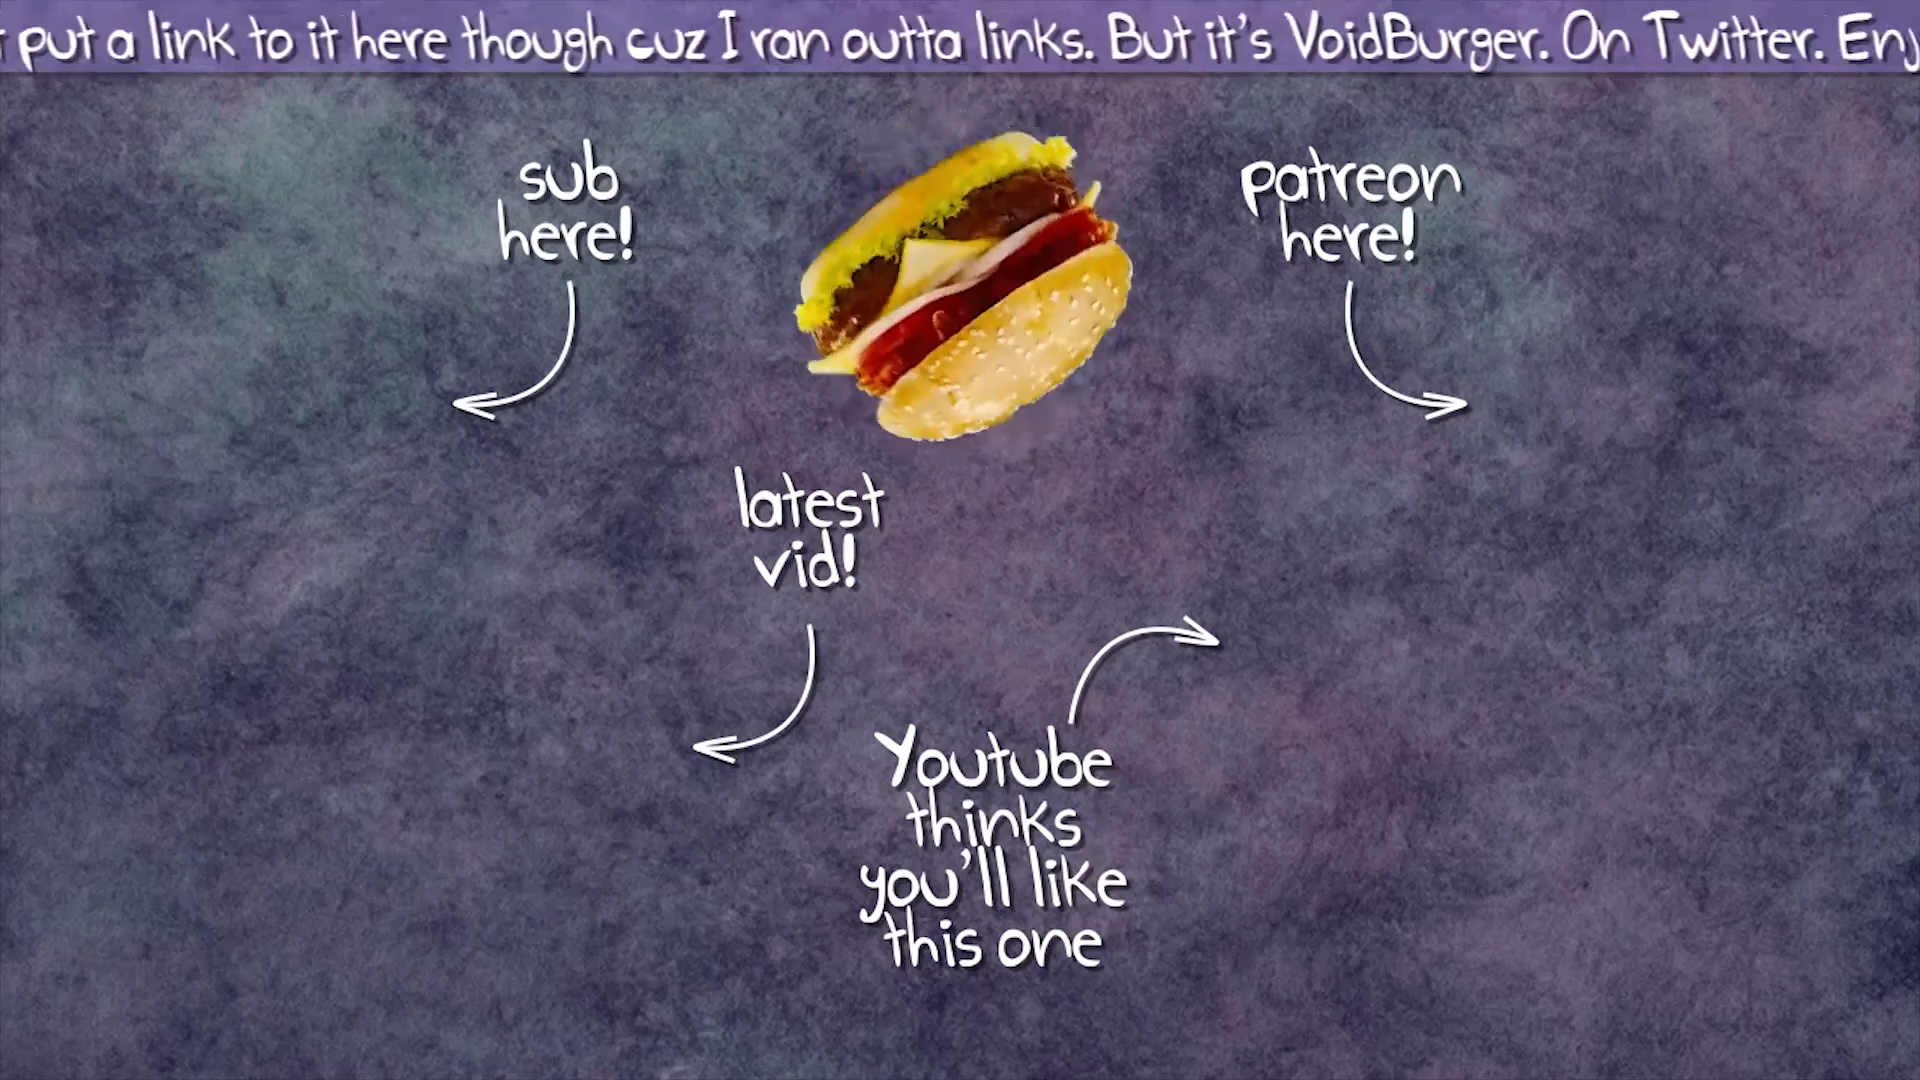 put a link to it here though cuz I ran outta links. But it's VoidBurger. On Twitter.
sub
here!
patreon
here!
latest
vid!
Youtube
thinks
you'll like
this one